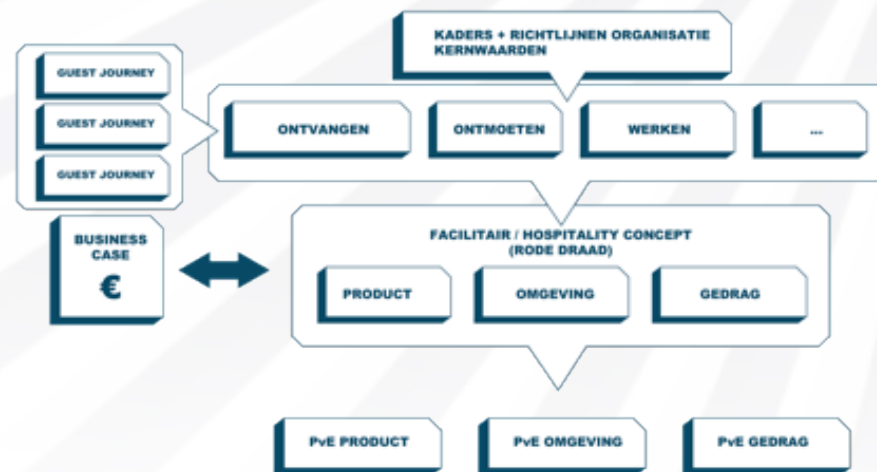 KADERS + RICHTLIJNEN ORGANISATIE
KERNWAARDEN
GUEST JOURNEY
GUEST JOURNEY
GUEST JOURNEY
ONTVANGEN
ONTMOETEN
WERKEN
...
BUSINESS
CASE
€
FACILITAIR / HOSPITALITY CONCEPT
(RODE DRAAD)
PRODUCT
OMGEVING
GEDRAG
PvE PRODUCT
PvE OMGEVING
PvE GEDRAG